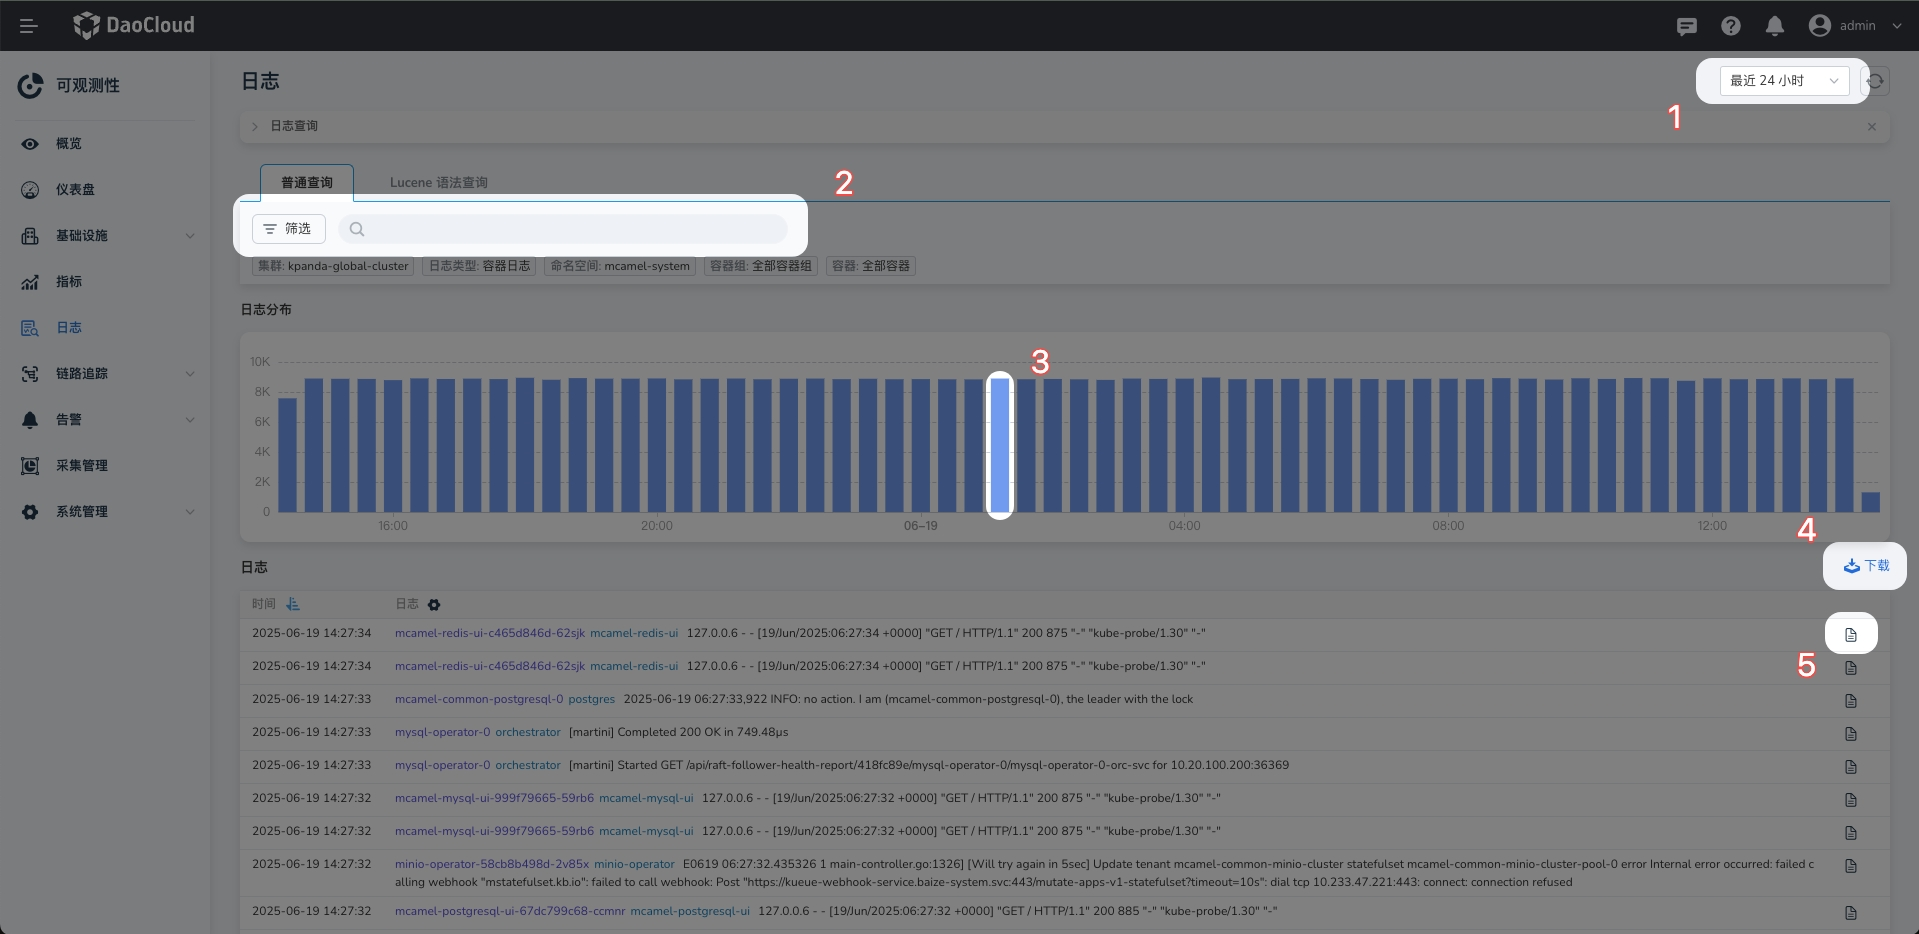 DaoCloud
admin
可观测性
概览
仪表盘
基础设施
指标
日志
链路追踪
告警
采集管理
系统管理
日志
最近 24 小时
1
日志查询
普通查询 Lucene 语法查询
2
筛选
集群: kpanda-global-cluster 日志类型: 容器日志 命名空间: mcamel-system 容器组: 全部容器组 容器: 全部容器
日志分布
3
10K
8K
6K
4K
2K
0
16:00 20:00 06-19 04:00 08:00 12:00
4
日志
下载
时间 日志
2025-06-19 14:27:34 mcamel-redis-ui-c465d846d-62sjk mcamel-redis-ui 127.0.0.6 - - [19/Jun/2025:06:27:34 +0000] "GET / HTTP/1.1" 200 875 "-" "kube-probe/1.30" "-"
5
2025-06-19 14:27:34 mcamel-redis-ui-c465d846d-62sjk mcamel-redis-ui 127.0.0.6 - - [19/Jun/2025:06:27:34 +0000] "GET / HTTP/1.1" 200 875 "-" "kube-probe/1.30" "-"
2025-06-19 14:27:33 mcamel-common-postgresql-0 postgres 2025-06-19 06:27:33,922 INFO: no action. I am (mcamel-common-postgresql-0), the leader with the lock
2025-06-19 14:27:33 mysql-operator-0 orchestrator [martini] Completed 200 OK in 749.48µs
2025-06-19 14:27:33 mysql-operator-0 orchestrator [martini] Started GET /api/raft-follower-health-report/418fc89e/mysql-operator-0/mysql-operator-0-orc-svc for 10.20.100.200:36369
2025-06-19 14:27:32 mcamel-mysql-ui-999f79665-59rb6 mcamel-mysql-ui 127.0.0.6 - - [19/Jun/2025:06:27:32 +0000] "GET / HTTP/1.1" 200 875 "-" "kube-probe/1.30" "-"
2025-06-19 14:27:32 mcamel-mysql-ui-999f79665-59rb6 mcamel-mysql-ui 127.0.0.6 - - [19/Jun/2025:06:27:32 +0000] "GET / HTTP/1.1" 200 875 "-" "kube-probe/1.30" "-"
2025-06-19 14:27:32 minio-operator-58cb8b498d-2v85x minio-operator E0619 06:27:32.435326 1 main-controller.go:1326] [Will try again in 5sec] Update tenant mcamel-common-minio-cluster statefulset mcamel-common-minio-cluster-pool-0 error Internal error occurred: failed c
alling webhook "mstatefulset.kb.io": failed to call webhook: Post "https://kueue-webhook-service.baize-system.svc:443/mutate-apps-v1-statefulset?timeout=10s": dial tcp 10.233.47.221:443: connect: connection refused
2025-06-19 14:27:32 mcamel-postgresql-ui-67dc799c68-ccmnr mcamel-postgresql-ui 127.0.0.6 - - [19/Jun/2025:06:27:32 +0000] "GET / HTTP/1.1" 200 885 "-" "kube-probe/1.30" "-"